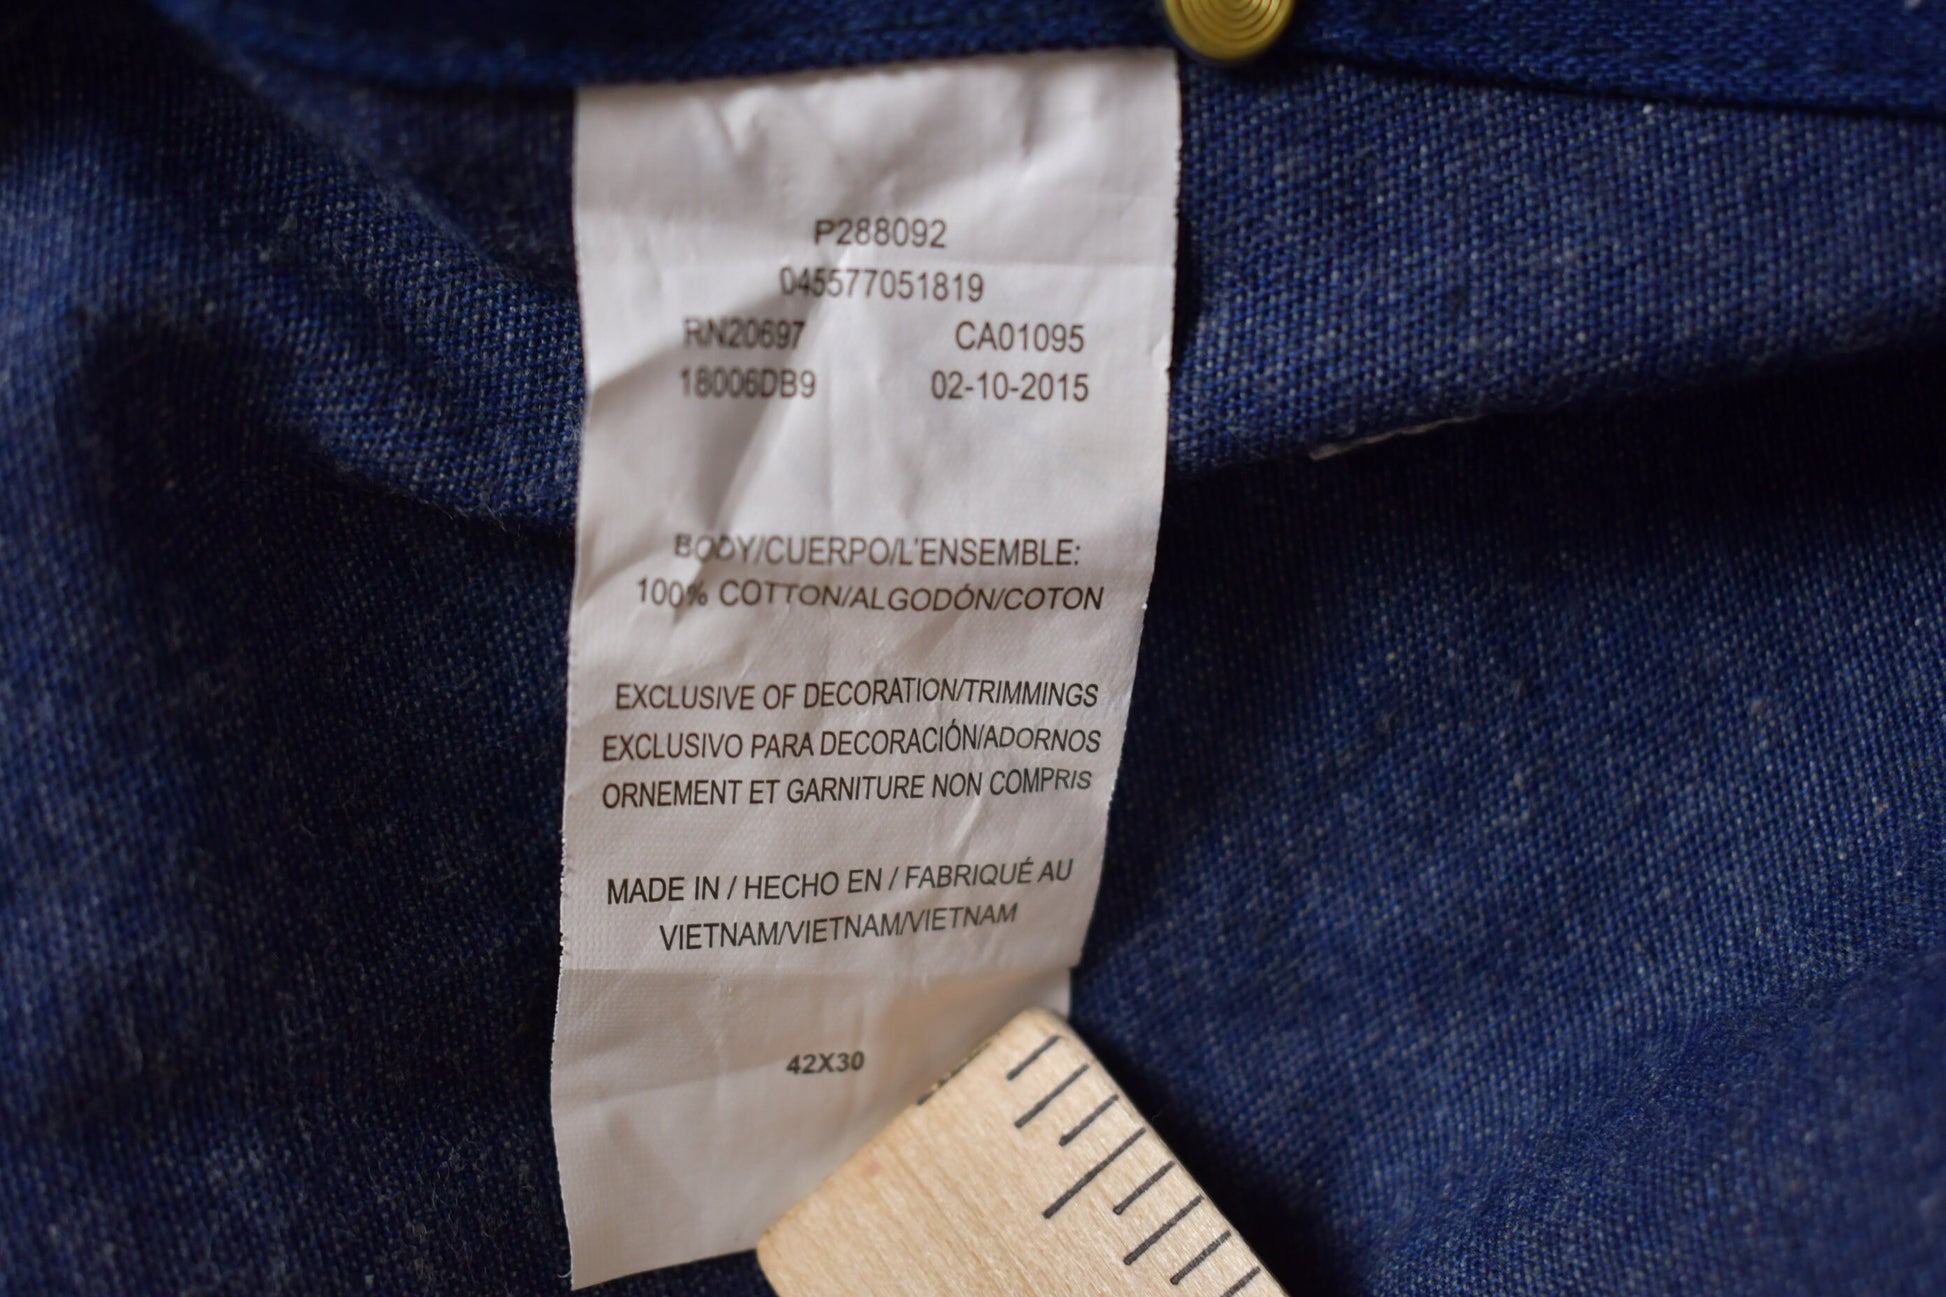 P288092
045577051819
RN20697 CA01095
18006DB9 02-10-2015
BODY/CUERPO/L'ENSEMBLE:
100% COTTON/ALGODÓN/COTON
EXCLUSIVE OF DECORATION/TRIMMINGS
EXCLUSIVO PARA DECORACIÓN/ADORNOS
ORNEMENT ET GARNITURE NON COMPRIS
MADE IN / HECHO EN / FABRIQUÉ AU
VIETNAM/VIETNAM/VIETNAM
42X30